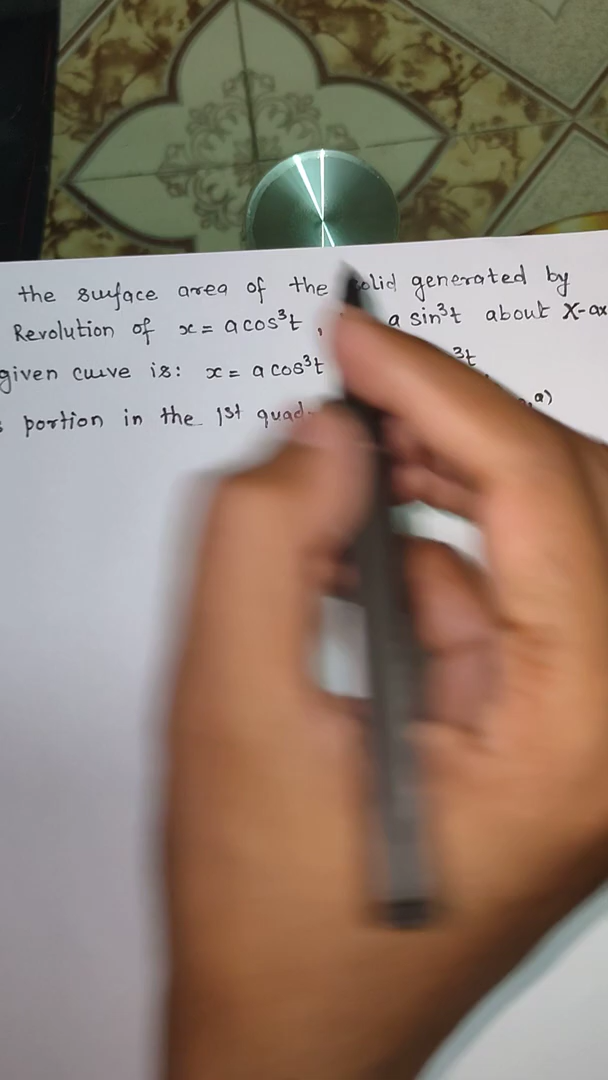 the surface area of the solid generated by
Revolution of x = a cos³t , a sin³t about X-ax
given curve is: x = a cos³t ³t
portion in the 1st quad
,a)